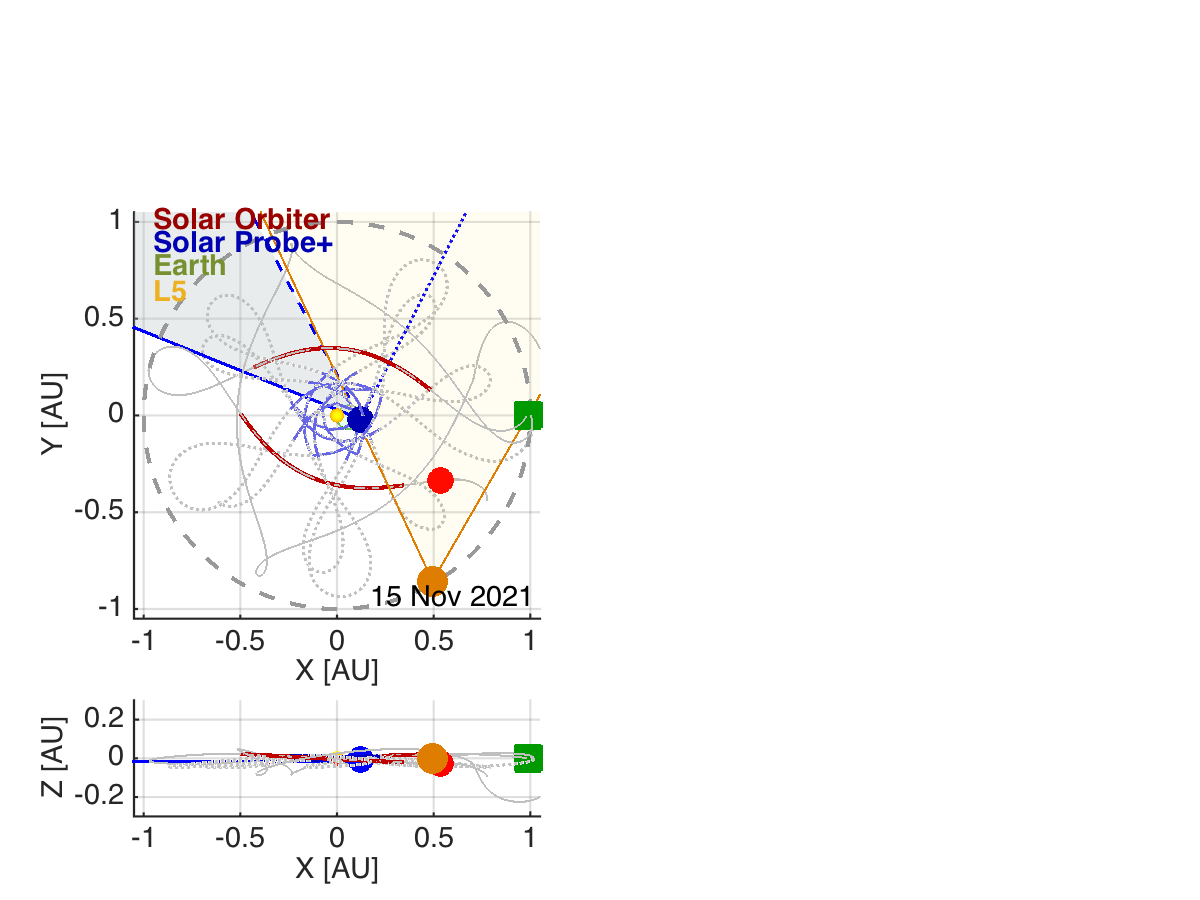 Solar Orbiter
Solar Probe+
Earth
L5
1
0.5
0
-0.5
-1
Y [AU]
15 Nov 2021
-1 -0.5 0 0.5 1
X [AU]
0.2
0
-0.2
Z [AU]
-1 -0.5 0 0.5 1
X [AU]